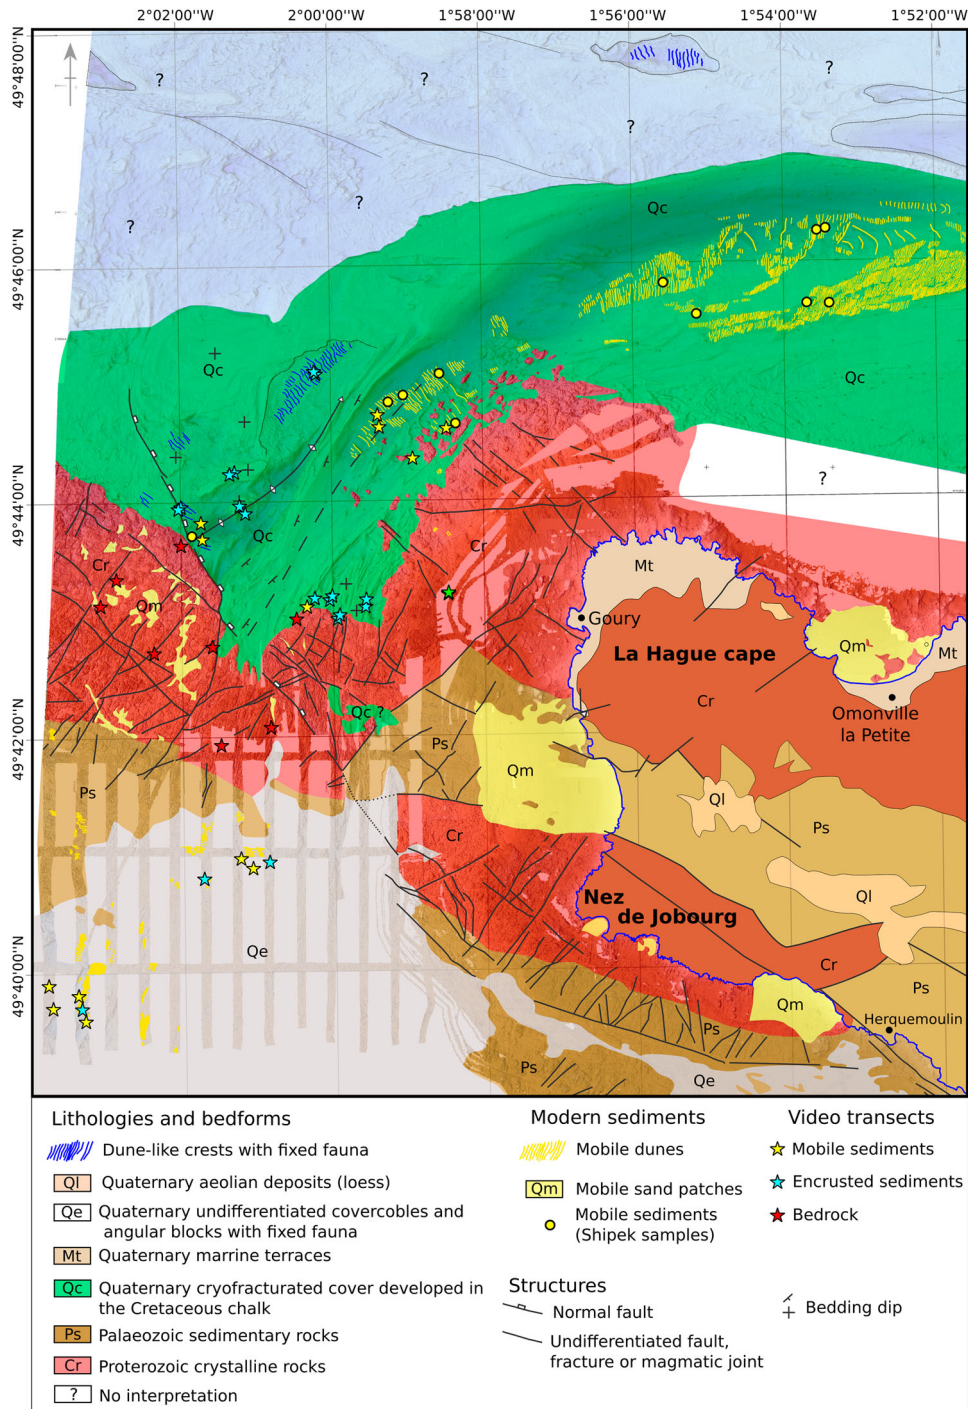 2°02'00"W 2°00'00"W 1°58'00"W 1°56'00"W 1°54'00"W 1°52'00"W
49°48'00''N
49°46'00''N
49°44'00''N
49°42'00''N
49°40'00''N
? ? ?
?
?
?
Qc
Qc
Qc
?
Qc
Cr
Cr
Mt
Qm
Goury
La Hague cape
Qm
Mt
Cr
Qc ?
Omonville
la Petite
Ps
Qm
Ps
Ql
Ps
Cr
Nez
de Jobourg
Ql
Qe
Cr
Ps
Qm
Herquemoulin
Ps
Ps
Qe
Lithologies and bedforms
Dune-like crests with fixed fauna
Ql Quaternary aeolian deposits (loess)
Qe Quaternary undifferentiated covercobles and
angular blocks with fixed fauna
Mt Quaternary marrine terraces
Qc Quaternary cryofracturated cover developed in
the Cretaceous chalk
Ps Palaeozoic sedimentary rocks
Cr Proterozoic crystalline rocks
? No interpretation
Modern sediments
Mobile dunes
Qm Mobile sand patches
Mobile sediments
(Shipek samples)
Structures
Normal fault
Undifferentiated fault,
fracture or magmatic joint
Video transects
Mobile sediments
Encrusted sediments
Bedrock
Bedding dip